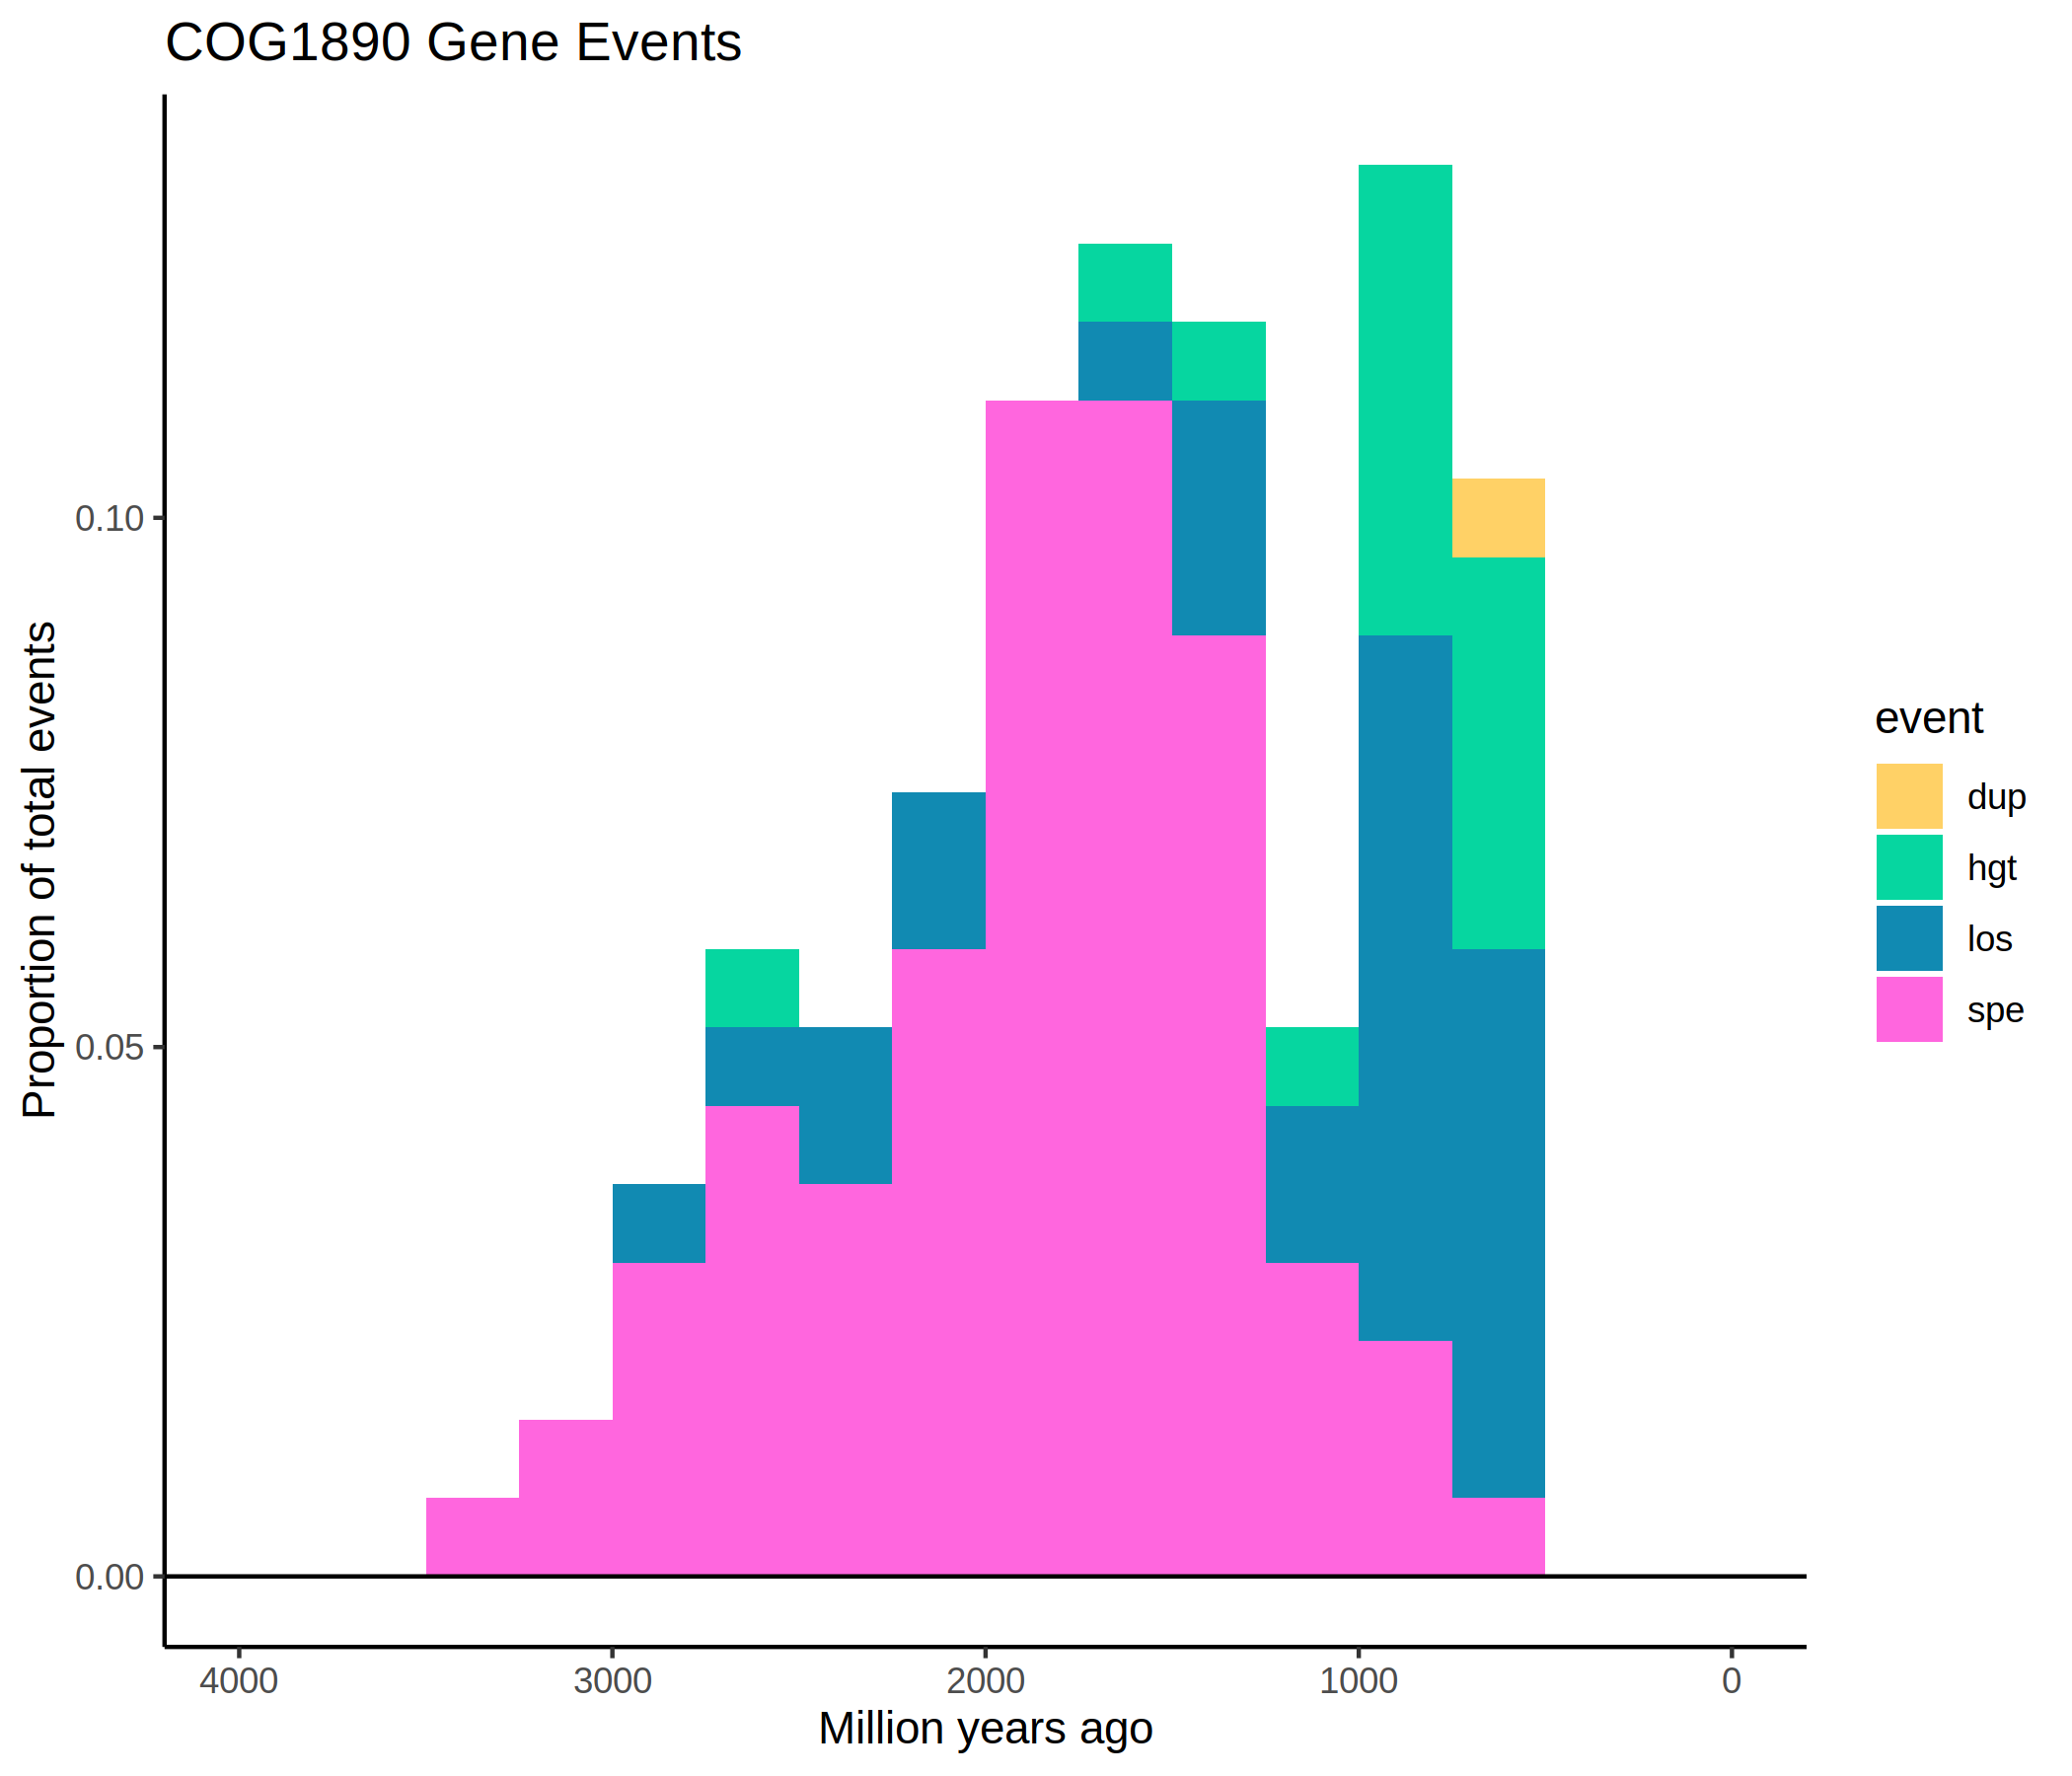 COG1890 Gene Events
Proportion of total events
0.10
0.05
0.00
4000 3000 2000 1000 0
Million years ago
event
dup
hgt
los
spe